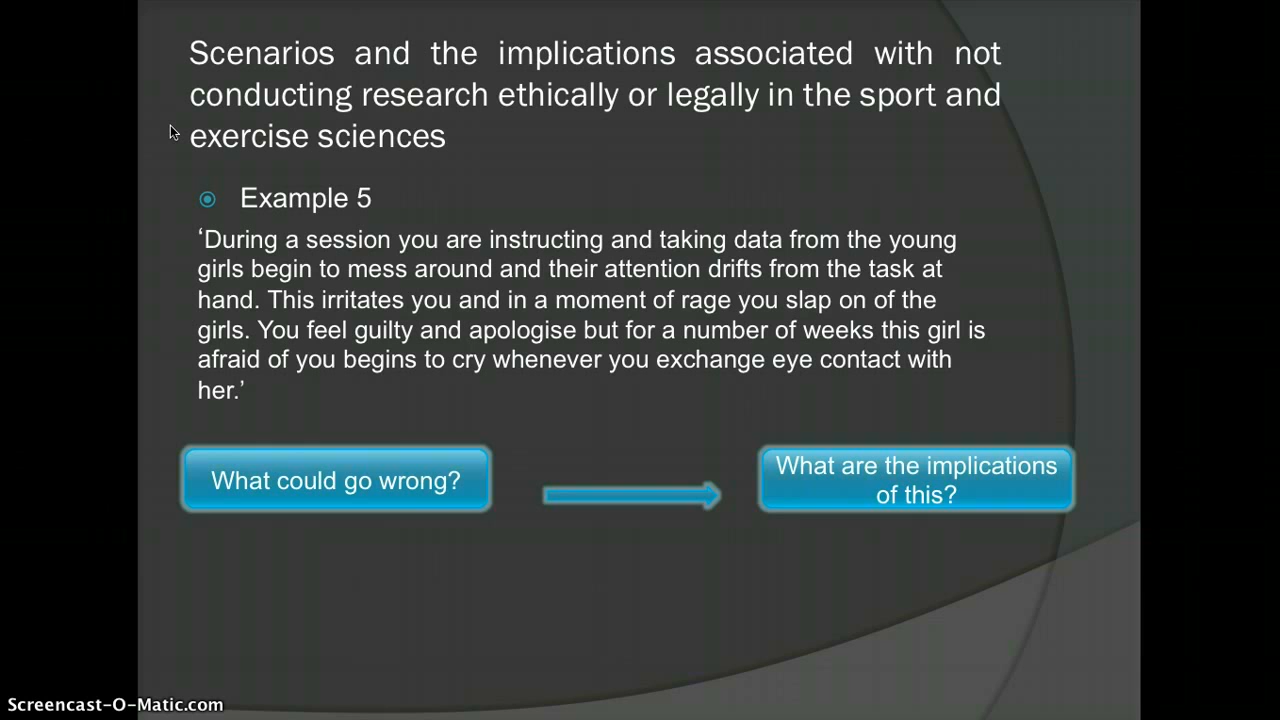 Scenarios and the implications associated with not
conducting research ethically or legally in the sport and
exercise sciences
Example 5
‘During a session you are instructing and taking data from the young
girls begin to mess around and their attention drifts from the task at
hand. This irritates you and in a moment of rage you slap on of the
girls. You feel guilty and apologise but for a number of weeks this girl is
afraid of you begins to cry whenever you exchange eye contact with
her.’
What could go wrong?
What are the implications
of this?
Screencast-O-Matic.com